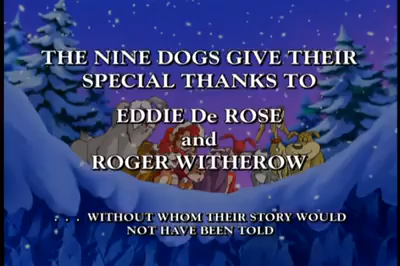 THE NINE DOGS GIVE THEIR
SPECIAL THANKS TO
EDDIE De ROSE
and
ROGER WITHEROW
. . . WITHOUT WHOM THEIR STORY WOULD
NOT HAVE BEEN TOLD